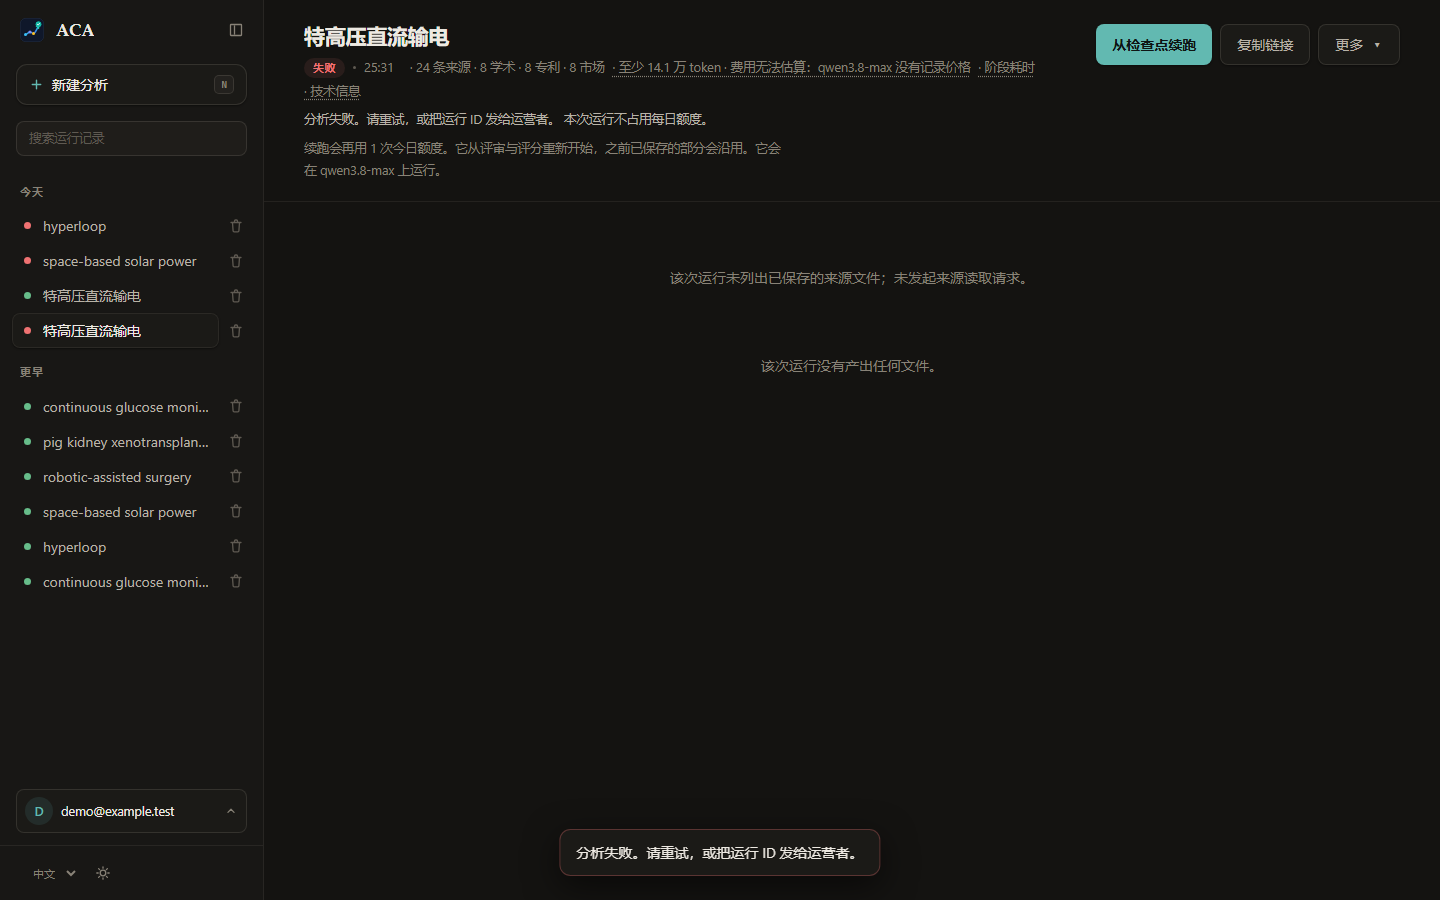 ACA
新建分析
N
搜索运行记录
今天
hyperloop
space-based solar power
特高压直流输电
特高压直流输电
更早
continuous glucose moni...
pig kidney xenotransplan...
robotic-assisted surgery
space-based solar power
hyperloop
continuous glucose moni...
D
demo@example.test
中文
特高压直流输电
失败 · 25:31 · 24 条来源 · 8 学术 · 8 专利 · 8 市场 · 至少 14.1 万 token · 费用无法估算：qwen3.8-max 没有记录价格 · 阶段耗时
· 技术信息
分析失败。请重试，或把运行 ID 发给运营者。 本次运行不占用每日额度。
续跑会再用 1 次今日额度。它从评审与评分重新开始，之前已保存的部分会沿用。它会
在 qwen3.8-max 上运行。
从检查点续跑
复制链接
更多
该次运行未列出已保存的来源文件；未发起来源读取请求。
该次运行没有产出任何文件。
分析失败。请重试，或把运行 ID 发给运营者。